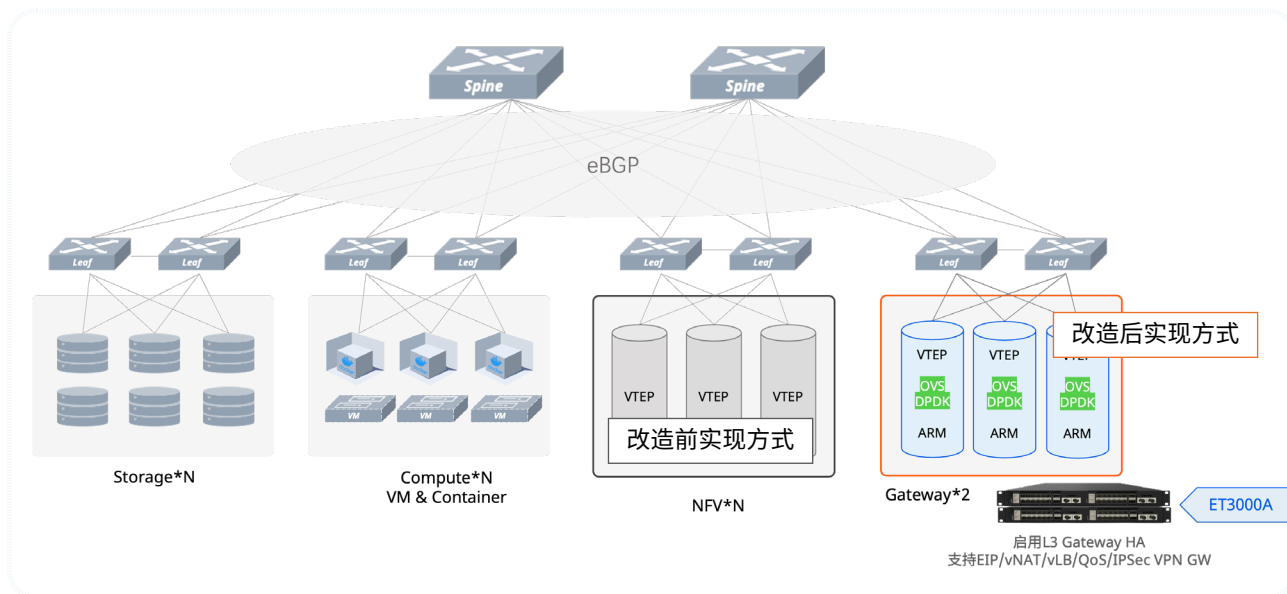 Spine
Spine
eBGP
Leaf
Leaf
Leaf
Leaf
Leaf
Leaf
Leaf
Leaf
VM
VM
VM
VTEP
VTEP
VTEP
改造前实现方式
VTEP
VTEP
VTEP
改造后实现方式
OVS
DPDK
OVS
DPDK
OVS
DPDK
ARM
ARM
ARM
Storage*N
Compute*N
VM & Container
NFV*N
Gateway*2
ET3000A
启用L3 Gateway HA
支持EIP/vNAT/vLB/QoS/IPSec VPN GW